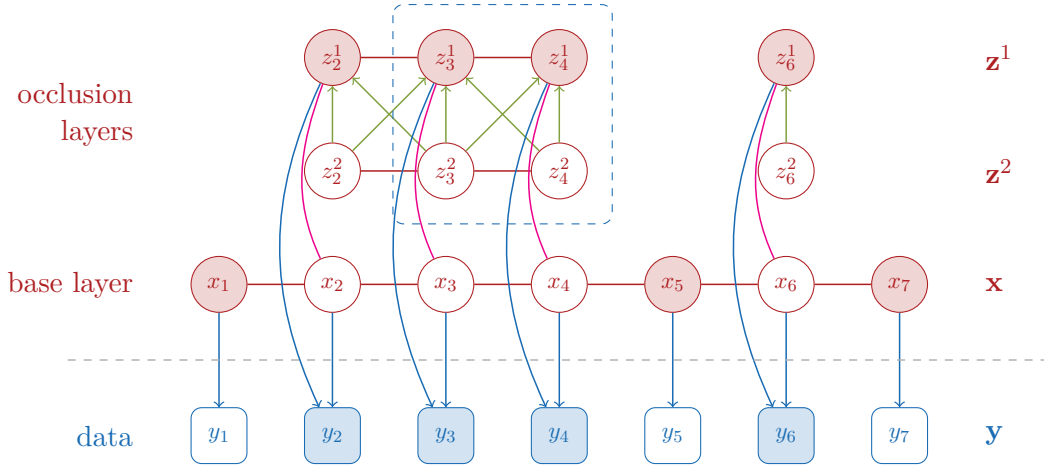 z₂¹ z₃¹ z₄¹ z₆¹ z¹
occlusion
layers
z₂² z₃² z₄² z₆² z²
base layer x₁ x₂ x₃ x₄ x₅ x₆ x₇ x
data y₁ y₂ y₃ y₄ y₅ y₆ y₇ y